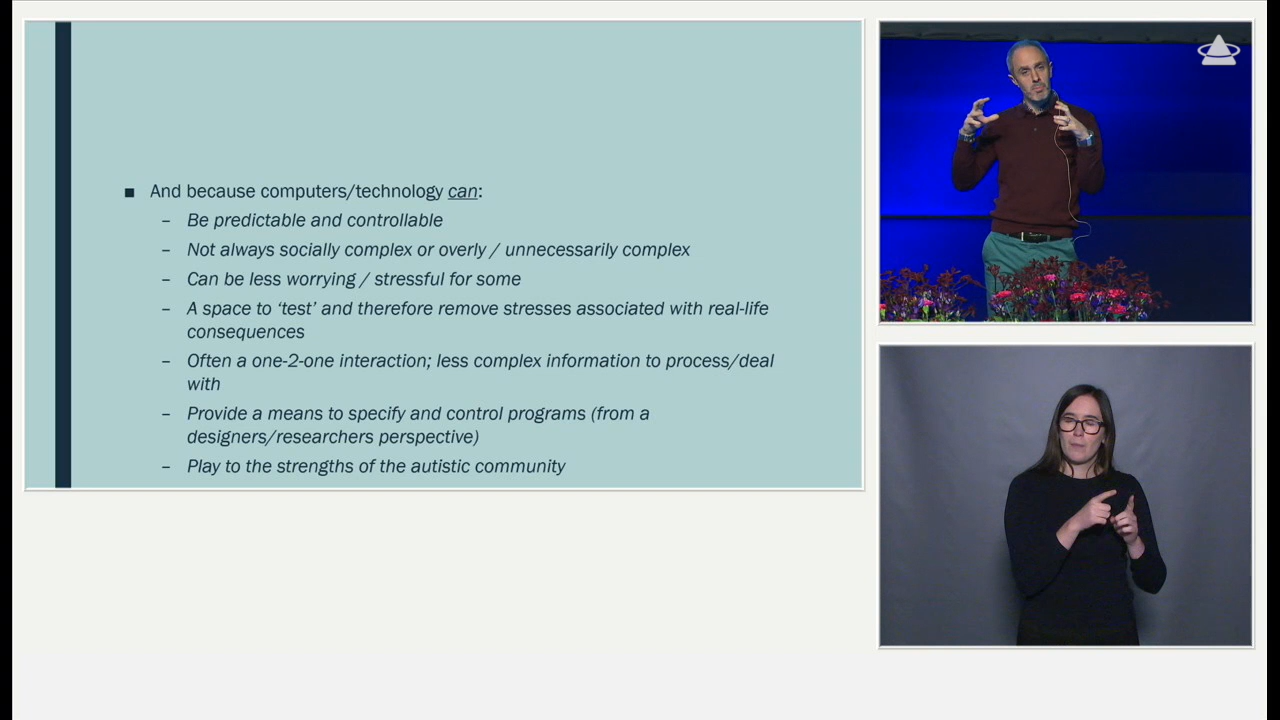 ■ And because computers/technology can:
– Be predictable and controllable
– Not always socially complex or overly / unnecessarily complex
– Can be less worrying / stressful for some
– A space to ‘test’ and therefore remove stresses associated with real-life
consequences
– Often a one-2-one interaction; less complex information to process/deal
with
– Provide a means to specify and control programs (from a
designers/researchers perspective)
– Play to the strengths of the autistic community